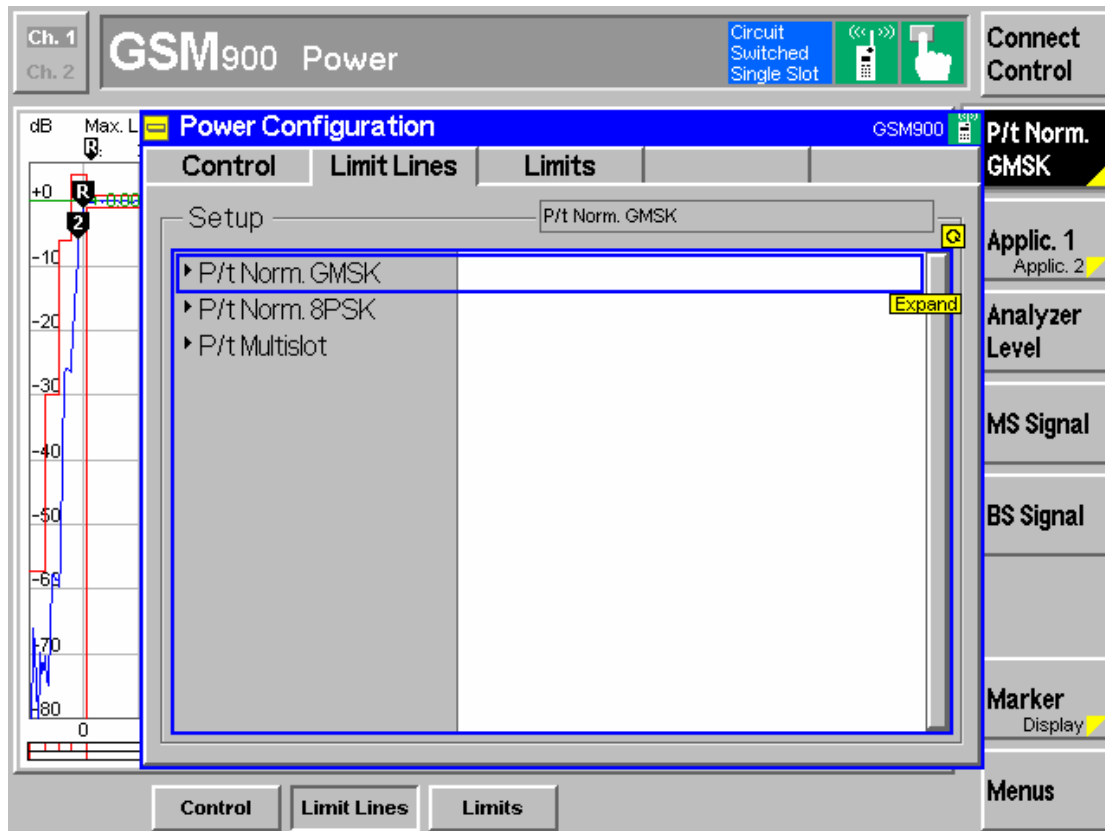 Ch. 1
Ch. 2
GSM900 Power
Circuit
Switched
Single Slot
Connect
Control
dB Max. L
R:
+0
R
2
-10
-20
-30
-40
-50
-60
-70
-80
0
Power Configuration
GSM900
Control Limit Lines Limits
Setup
P/t Norm. GMSK
P/t Norm. GMSK
Expand
P/t Norm. 8PSK
P/t Multislot
P/t Norm.
GMSK
Applic. 1
Applic. 2
Analyzer
Level
MS Signal
BS Signal
Marker
Display
Menus
Control Limit Lines Limits